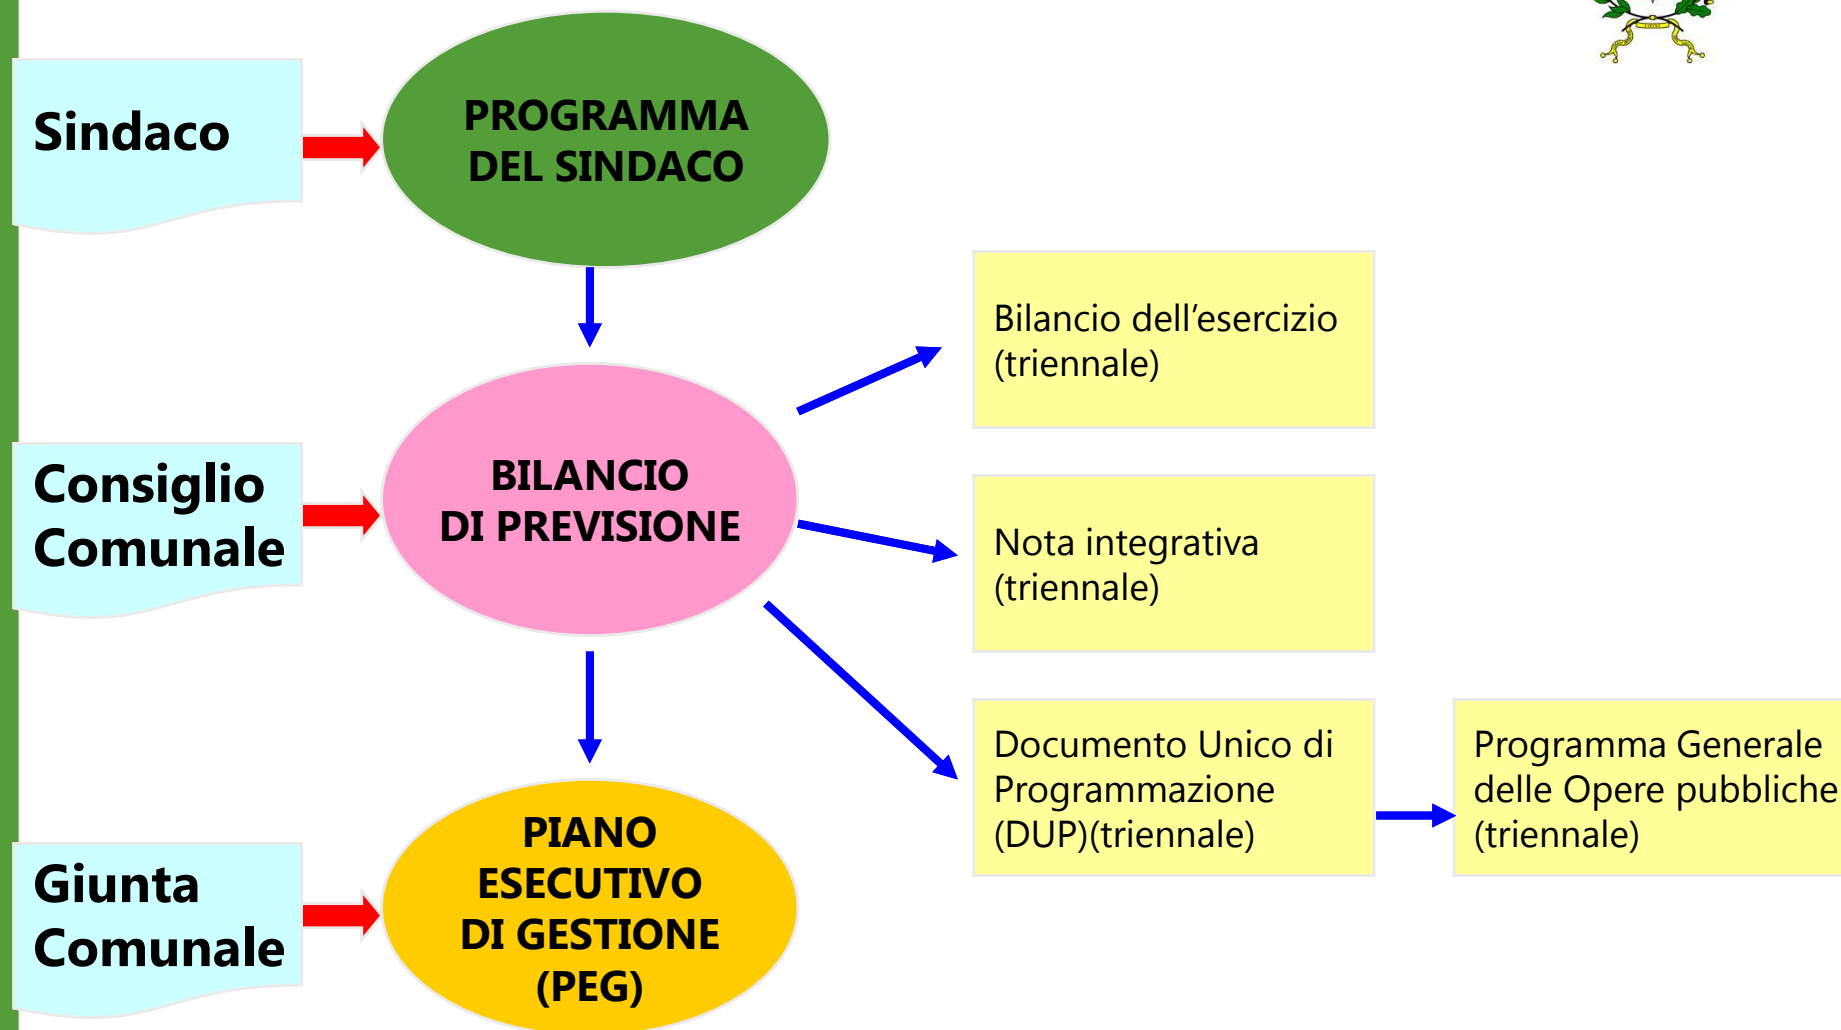 Sindaco
PROGRAMMA
DEL SINDACO
Bilancio dell’esercizio
(triennale)
Consiglio
Comunale
BILANCIO
DI PREVISIONE
Nota integrativa
(triennale)
Documento Unico di
Programmazione
(DUP)(triennale)
Programma Generale
delle Opere pubbliche
(triennale)
Giunta
Comunale
PIANO
ESECUTIVO
DI GESTIONE
(PEG)